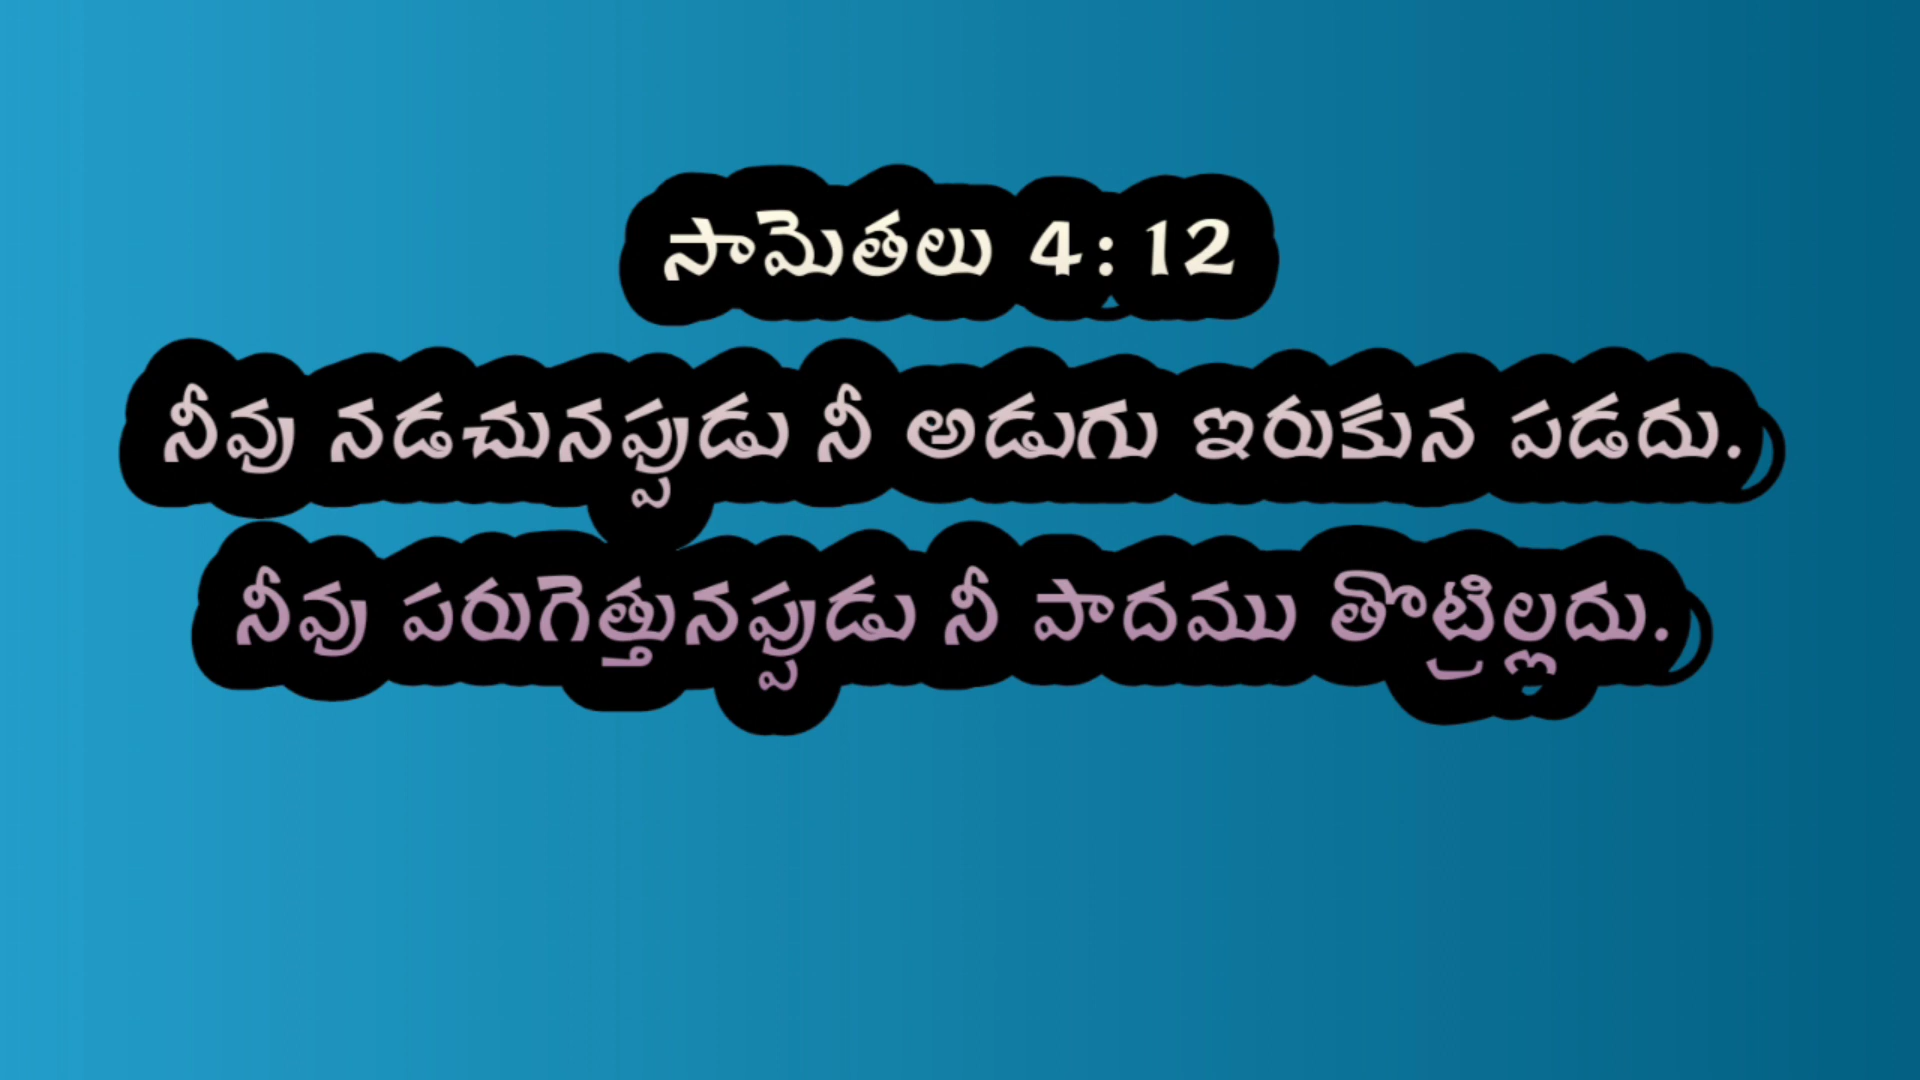 సామెతలు 4: 12
నీవు నడచునప్పుడు నీ అడుగు ఇరుకున పడదు.
నీవు పరుగెత్తునప్పుడు నీ పాదము తొట్రిల్లదు.